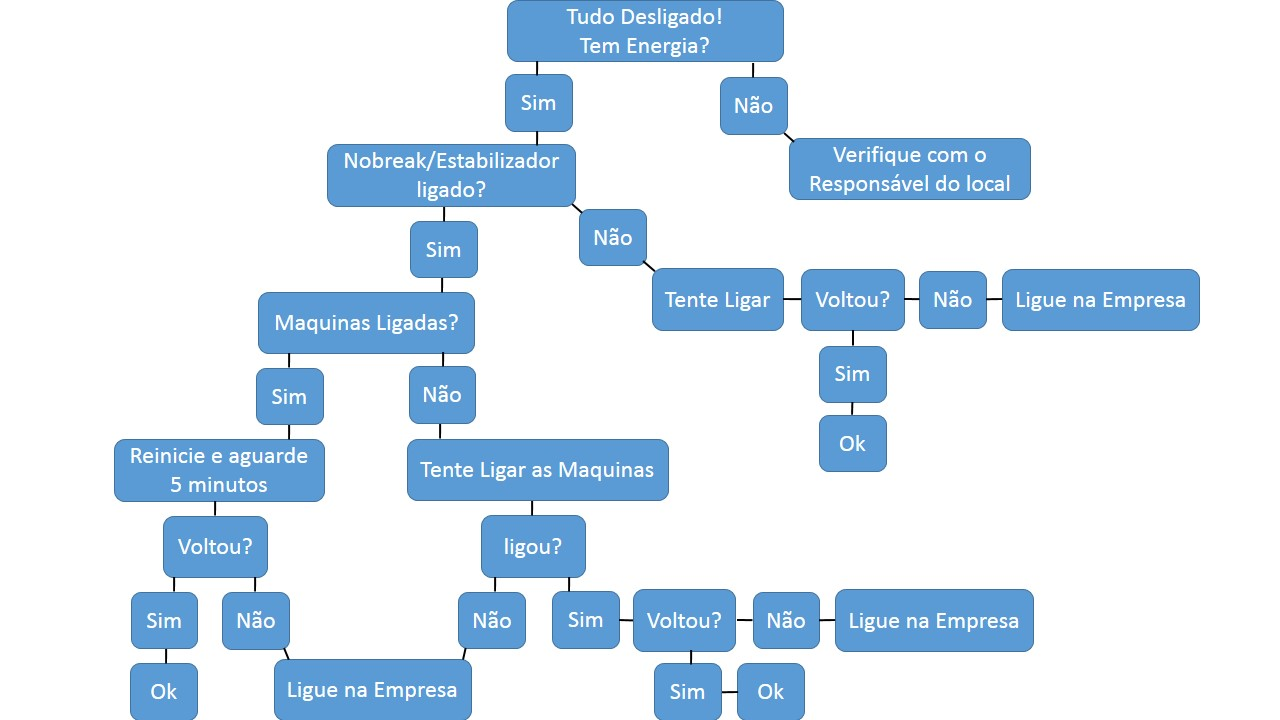 Tudo Desligado!
Tem Energia?
Sim
Não
Verifique com o
Responsável do local
Nobreak/Estabilizador
ligado?
Sim
Não
Tente Ligar
Voltou?
Não
Ligue na Empresa
Sim
Ok
Maquinas Ligadas?
Sim
Não
Reinicie e aguarde
5 minutos
Tente Ligar as Maquinas
Voltou?
ligou?
Sim
Não
Não
Sim
Voltou?
Não
Ligue na Empresa
Ok
Ligue na Empresa
Sim
Ok